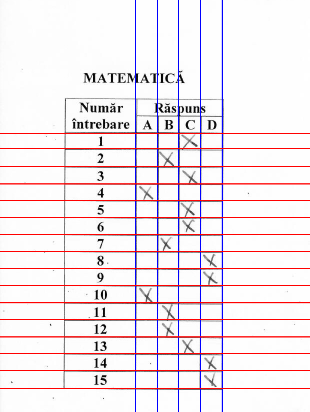 MATEMATICĂ
Număr Răspuns
întrebare A B C D
1 X
2 X
3 X
4 X
5 X
6 X
7 X
8 X
9 X
10 X
11 X
12 X
13 X
14 X
15 X